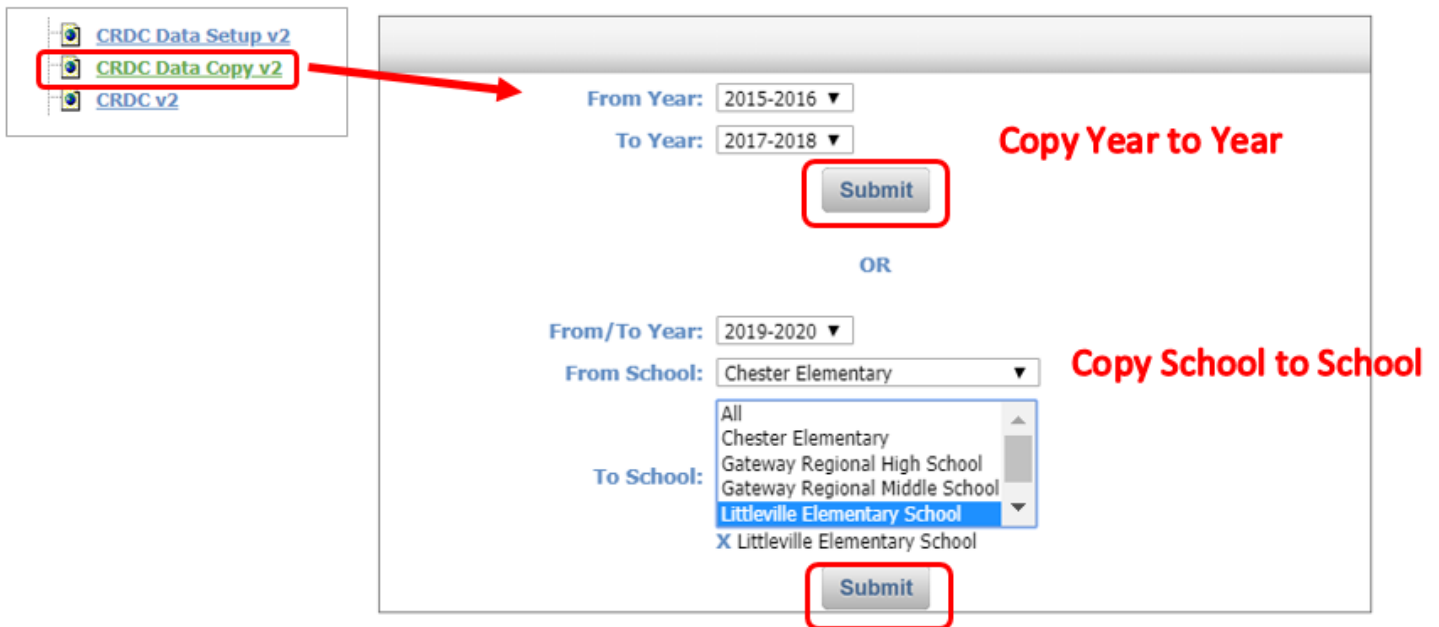 CRDC Data Setup v2
CRDC Data Copy v2
CRDC v2
From Year: 2015-2016 ▼
To Year: 2017-2018 ▼
Copy Year to Year
Submit
OR
From/To Year: 2019-2020 ▼
From School: Chester Elementary ▼
Copy School to School
To School:
All
Chester Elementary
Gateway Regional High School
Gateway Regional Middle School
Littleville Elementary School
X Littleville Elementary School
Submit